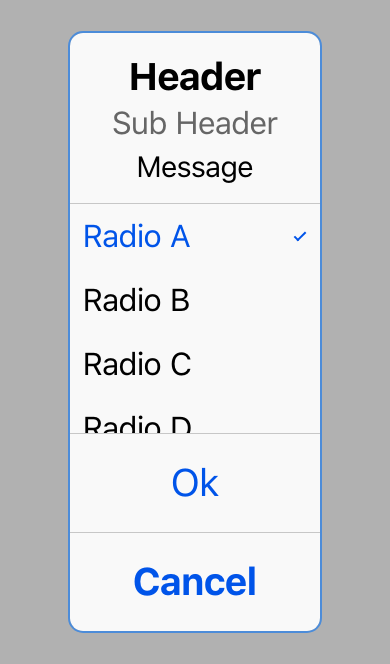 Header
Sub Header
Message
Radio A
Radio B
Radio C
Radio D
Ok
Cancel